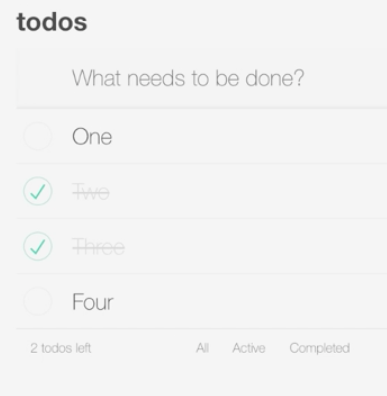 todos
What needs to be done?
One
Two
Three
Four
2 todos left All Active Completed